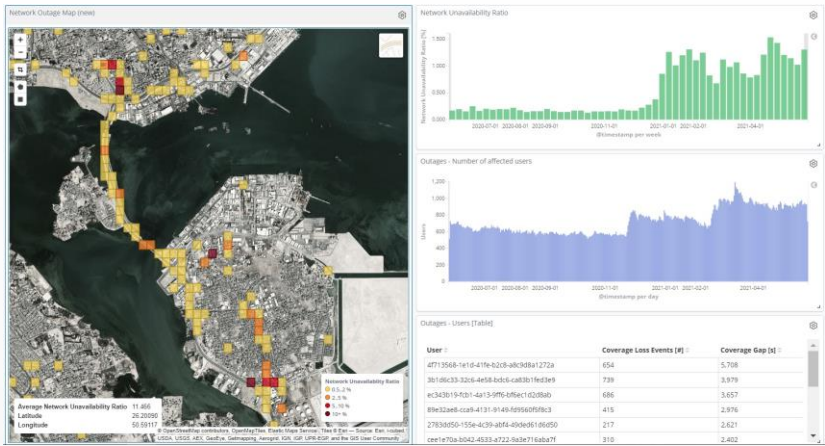 Network Outage Map (new)
+
−
Average Network Unavailability Ratio 11.466
Latitude 26.20090
Longitude 50.59117
Network Unavailability Ratio
0.5, 2 %
2, 5 %
5, 10 %
10+ %
© OpenStreetMap contributors, OpenMapTiles, Elastic Maps Service, Tiles © Esri — Source: Esri, i-cubed,
USDA, USGS, AEX, GeoEye, Getmapping, Aerogrid, IGN, IGP, UPR-EGP, and the GIS User Community
Network Unavailability Ratio
Network Unavailability Ratio [%]
1.500
1.000
0.500
0.000
2020-07-01 2020-08-01 2020-09-01 2020-11-01 2021-01-01 2021-02-01 2021-04-01
@timestamp per week
Outages - Number of affected users
Users
1,200
1,000
800
600
400
200
0
2020-07-01 2020-08-01 2020-09-01 2020-11-01 2021-01-01 2021-02-01 2021-04-01
@timestamp per day
Outages - Users [Table]
User Coverage Loss Events [#] Coverage Gap [s]
4f713568-1e1d-41fe-b2c8-a8c9d8a1272a 654 5,708
3b1d6c33-32c6-4e58-bdc6-ca83b1fed3e9 739 3,979
ec343b19-fcb1-4a13-9ff6-bf6ec1d2d8ab 686 3,657
89e32ae8-cca9-4131-9149-fd9560f5f8c3 415 2,976
2783dd50-155e-4c39-abf4-49ded61d6d50 217 2,621
cee1e70a-b042-4533-a722-9a3e716aba7f 310 2,402